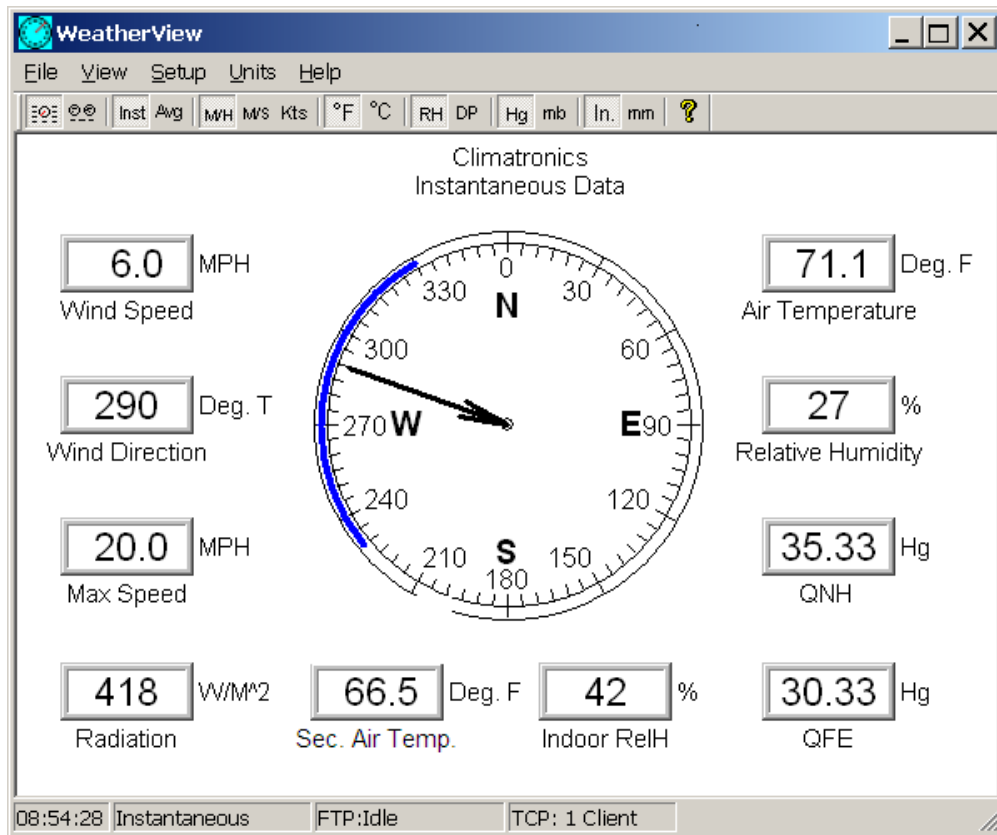 WeatherView
File View Setup Units Help
Inst Avg M/H M/S Kts °F °C RH DP Hg mb In. mm ?
Climatronics
Instantaneous Data
6.0 MPH
Wind Speed
290 Deg. T
Wind Direction
20.0 MPH
Max Speed
418 W/M^2
Radiation
0
30
60
90
120
150
180
210
240
270
300
330
N
E
S
W
66.5 Deg. F
Sec. Air Temp.
42 %
Indoor RelH
71.1 Deg. F
Air Temperature
27 %
Relative Humidity
35.33 Hg
QNH
30.33 Hg
QFE
08:54:28 Instantaneous FTP:Idle TCP: 1 Client